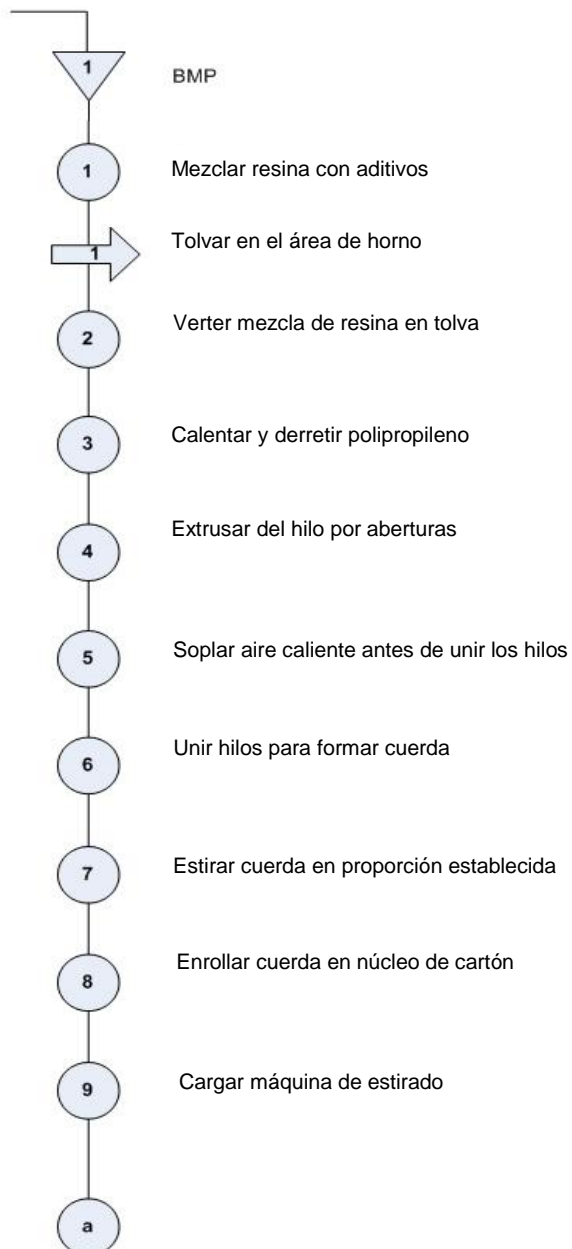 1 BMP
1 Mezclar resina con aditivos
1 Tolvar en el área de horno
2 Verter mezcla de resina en tolva
3 Calentar y derretir polipropileno
4 Extrusar del hilo por aberturas
5 Soplar aire caliente antes de unir los hilos
6 Unir hilos para formar cuerda
7 Estirar cuerda en proporción establecida
8 Enrollar cuerda en núcleo de cartón
9 Cargar máquina de estirado
a